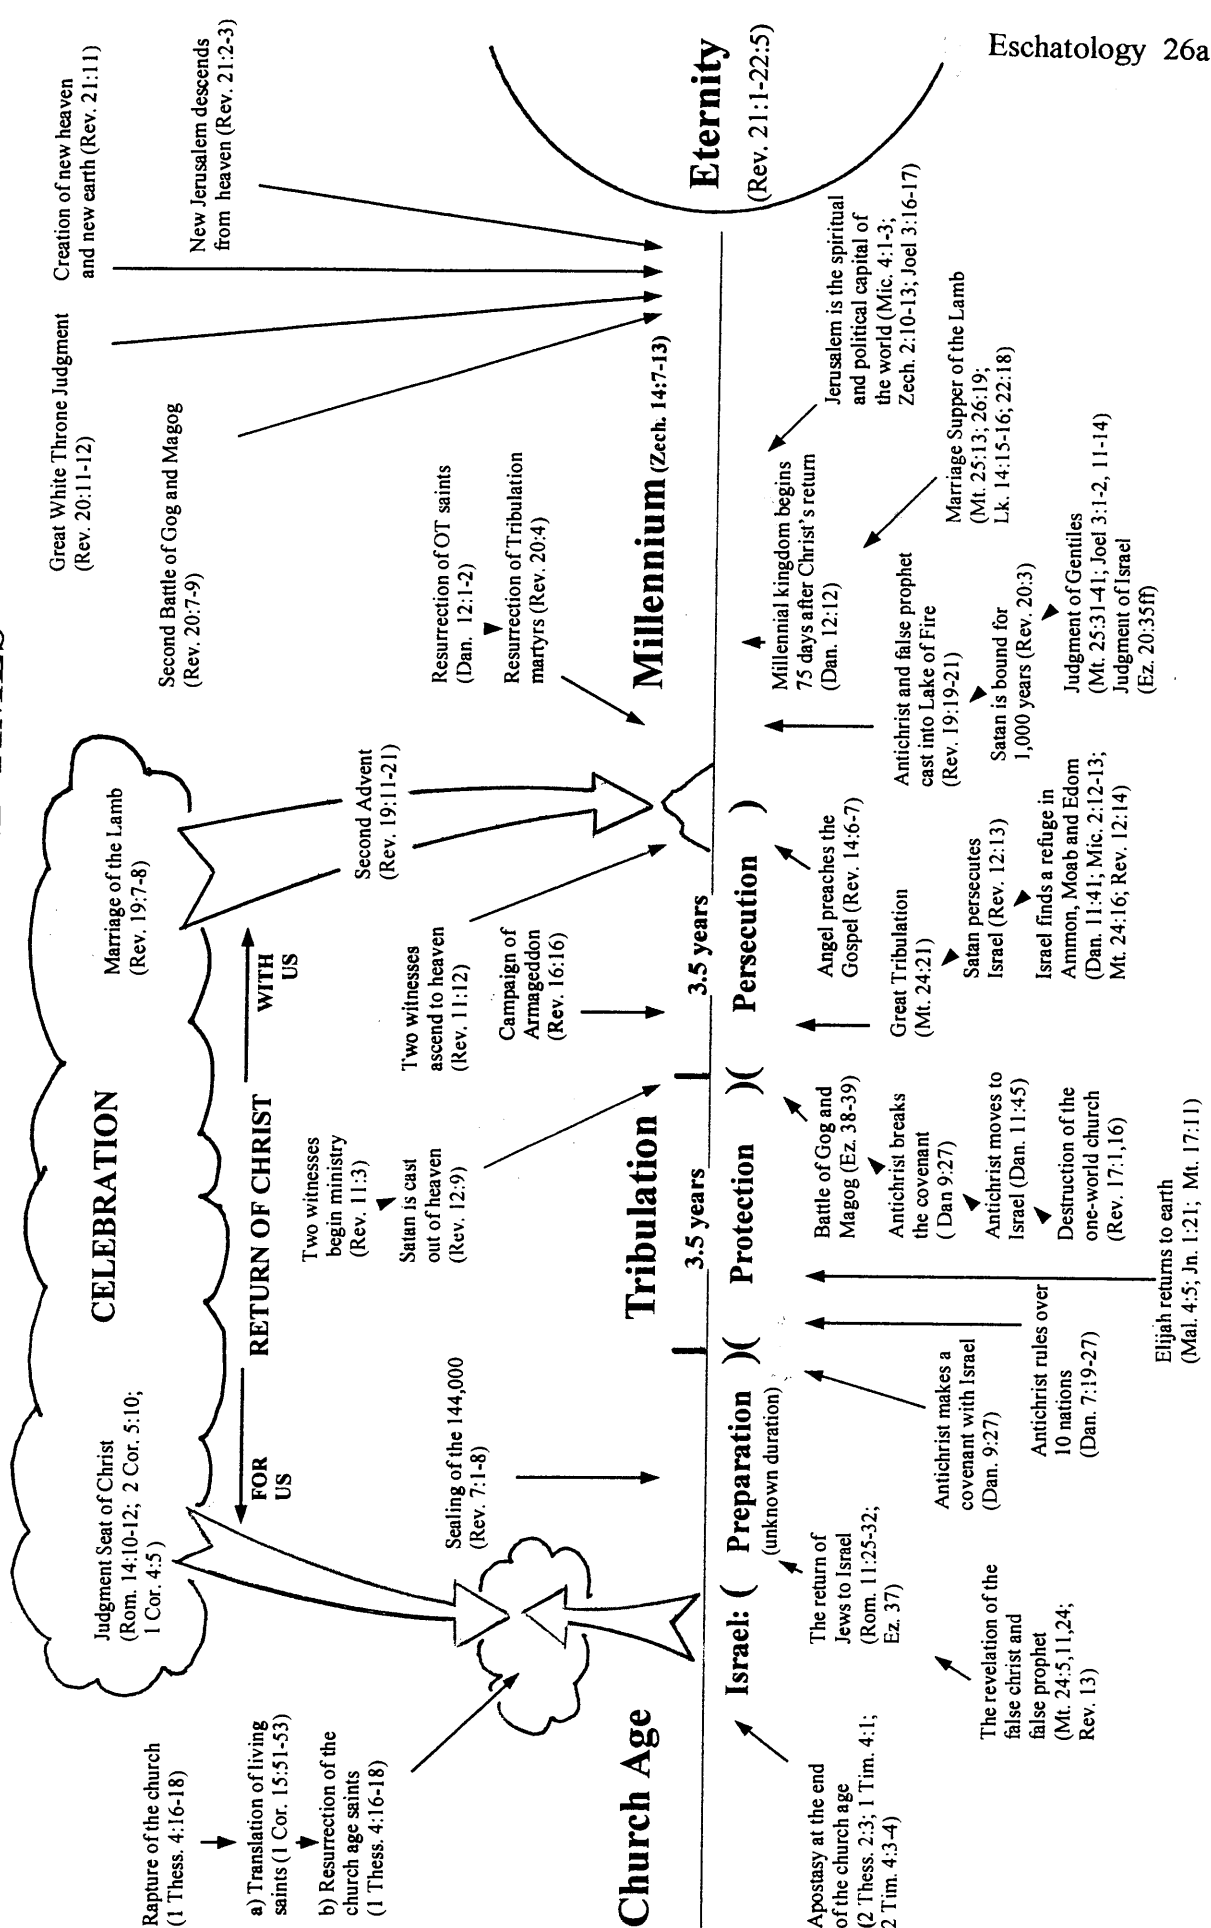 Eschatology 26a
CELEBRATION
Judgment Seat of Christ
(Rom. 14:10-12; 2 Cor. 5:10;
1 Cor. 4:5 )
Marriage of the Lamb
(Rev. 19:7-8)
RETURN OF CHRIST
FOR
US
WITH
US
Rapture of the church
(1 Thess. 4:16-18)
a) Translation of living
saints (1 Cor. 15:51-53)
b) Resurrection of the
church age saints
(1 Thess. 4:16-18)
Sealing of the 144,000
(Rev. 7:1-8)
Two witnesses
begin ministry
(Rev. 11:3)
Satan is cast
out of heaven
(Rev. 12:9)
Two witnesses
ascend to heaven
(Rev. 11:12)
Campaign of
Armageddon
(Rev. 16:16)
Second Advent
(Rev. 19:11-21)
Resurrection of OT saints
(Dan. 12:1-2)
Resurrection of Tribulation
martyrs (Rev. 20:4)
Second Battle of Gog and Magog
(Rev. 20:7-9)
Great White Throne Judgment
(Rev. 20:11-12)
Creation of new heaven
and new earth (Rev. 21:11)
New Jerusalem descends
from heaven (Rev. 21:2-3)
Church Age
Tribulation
3.5 years
3.5 years
Millennium (Zech. 14:7-13)
Eternity
(Rev. 21:1-22:5)
Israel: ( Preparation )( Protection )( Persecution )
(unknown duration)
Apostasy at the end
of the church age
(2 Thess. 2:3; 1 Tim. 4:1;
2 Tim. 4:3-4)
The return of
Jews to Israel
(Rom. 11:25-32;
Ez. 37)
The revelation of the
false christ and
false prophet
(Mt. 24:5,11,24;
Rev. 13)
Antichrist makes a
covenant with Israel
(Dan. 9:27)
Antichrist rules over
10 nations
(Dan. 7:19-27)
Elijah returns to earth
(Mal. 4:5; Jn. 1:21; Mt. 17:11)
Battle of Gog and
Magog (Ez. 38-39)
Antichrist breaks
the covenant
( Dan 9:27)
Antichrist moves to
Israel (Dan. 11:45)
Destruction of the
one-world church
(Rev. 17:1,16)
Great Tribulation
(Mt. 24:21)
Satan persecutes
Israel (Rev. 12:13)
Israel finds a refuge in
Ammon, Moab and Edom
(Dan. 11:41; Mic. 2:12-13;
Mt. 24:16; Rev. 12:14)
Angel preaches the
Gospel (Rev. 14:6-7)
Antichrist and false prophet
cast into Lake of Fire
(Rev. 19:19-21)
Satan is bound for
1,000 years (Rev. 20:3)
Judgment of Gentiles
(Mt. 25:31-41; Joel 3:1-2, 11-14)
Judgment of Israel
(Ez. 20:35ff)
Millennial kingdom begins
75 days after Christ's return
(Dan. 12:12)
Marriage Supper of the Lamb
(Mt. 25:13; 26:19;
Lk. 14:15-16; 22:18)
Jerusalem is the spiritual
and political capital of
the world (Mic. 4:1-3;
Zech. 2:10-13; Joel 3:16-17)